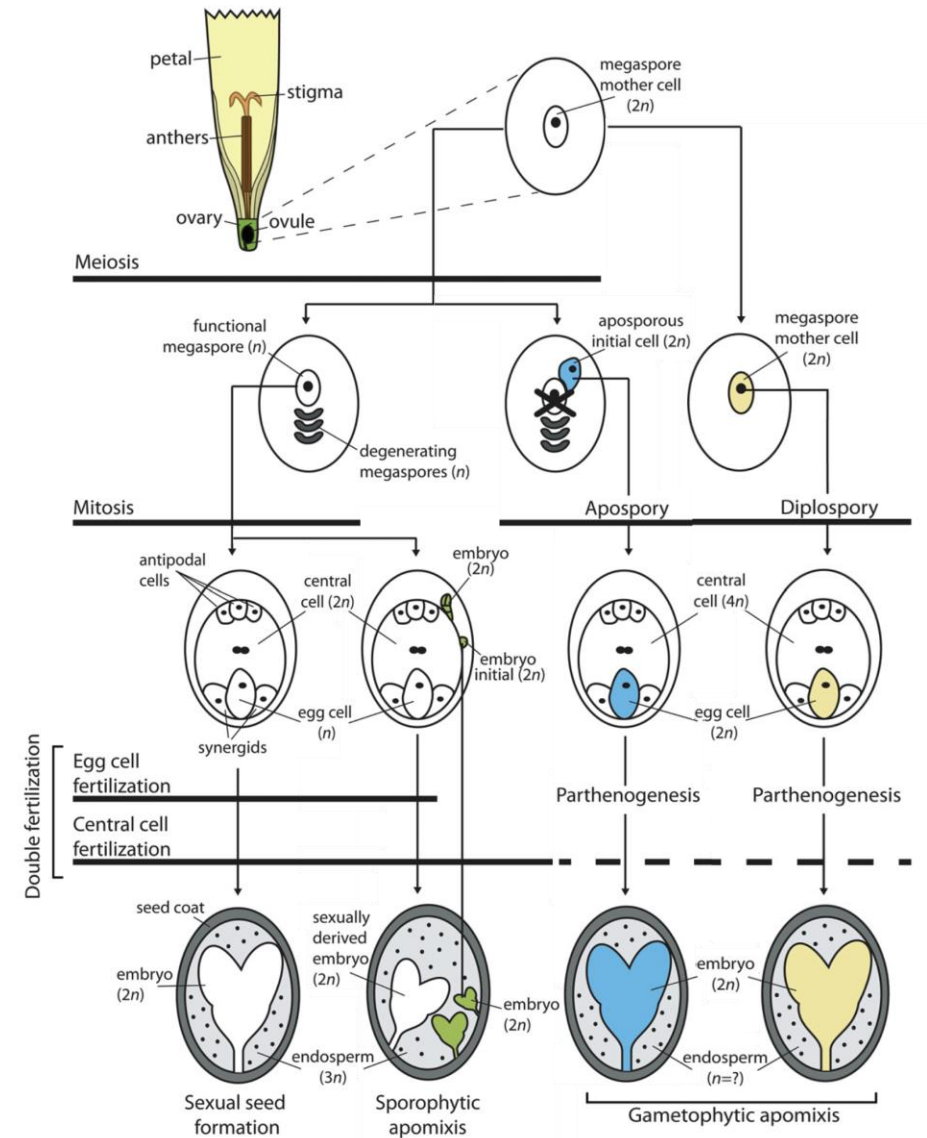 petal
stigma
anthers
ovary
ovule
megaspore
mother cell
(2n)
Meiosis
functional
megaspore (n)
degenerating
megaspores (n)
aposporous
initial cell (2n)
megaspore
mother cell
(2n)
Mitosis
Apospory
Diplospory
antipodal
cells
central
cell (2n)
embryo
(2n)
embryo
initial (2n)
egg cell
(n)
synergids
central
cell (4n)
egg cell
(2n)
Double fertilization
Egg cell
fertilization
Central cell
fertilization
Parthenogenesis
Parthenogenesis
seed coat
embryo
(2n)
sexually
derived
embryo
(2n)
embryo
(2n)
endosperm
(3n)
embryo
(2n)
endosperm
(n=?)
Sexual seed
formation
Sporophytic
apomixis
Gametophytic apomixis